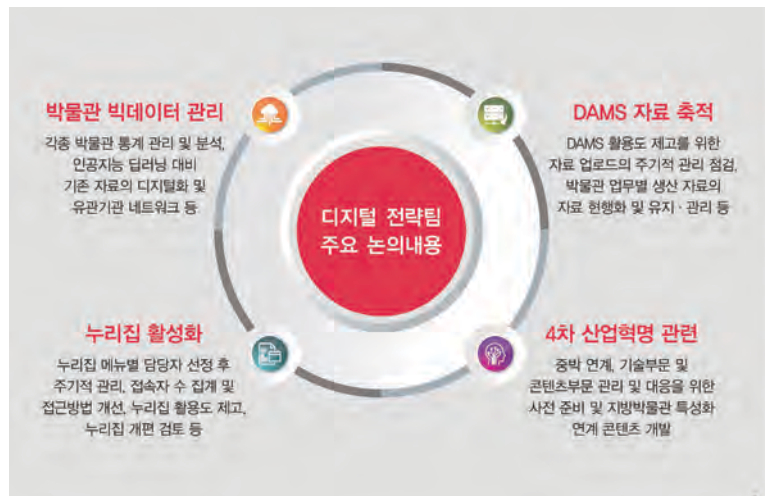 박물관 빅데이터 관리
각종 박물관 통계 관리 및 분석,
인공지능 딥러닝 대비
기존 자료의 디지털화 및
유관기관 네트워크 등
DAMS 자료 축적
DAMS 활용도 제고를 위한
자료 업로드의 주기적 관리 점검,
박물관 업무별 생산 자료의
자료 현행화 및 유지·관리 등
디지털 전략팀
주요 논의내용
누리집 활성화
누리집 메뉴별 담당자 선정 후
주기적 관리, 접속자 수 집계 및
접근방법 개선, 누리집 활용도 제고,
누리집 개편 검토 등
4차 산업혁명 관련
중박 연계, 기술부문 및
콘텐츠부문 관리 및 대응을 위한
사전 준비 및 지방박물관 특성화
연계 콘텐츠 개발